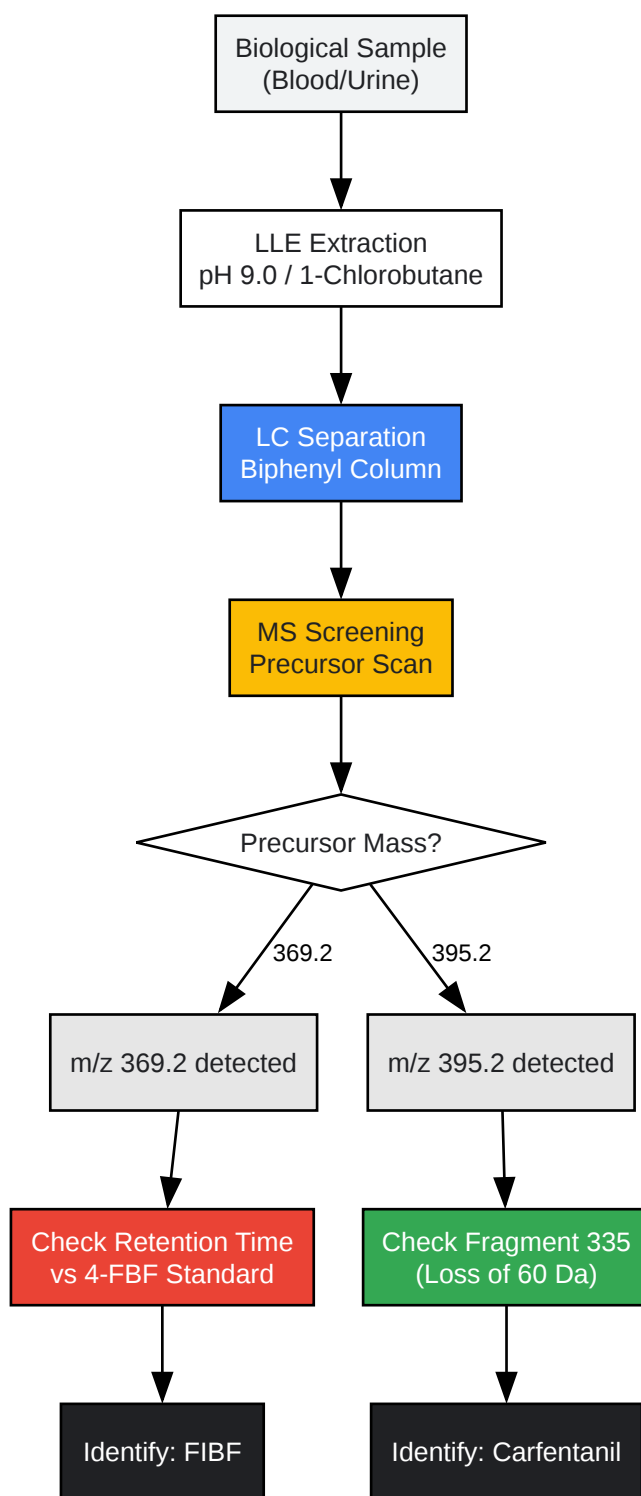 Biological Sample
(Blood/Urine)
LLE Extraction
pH 9.0 / 1-Chlorobutane
LC Separation
Biphenyl Column
MS Screening
Precursor Scan
Precursor Mass?
369.2
395.2
m/z 369.2 detected
m/z 395.2 detected
Check Retention Time
vs 4-FBF Standard
Check Fragment 335
(Loss of 60 Da)
Identify: FIBF
Identify: Carfentanil